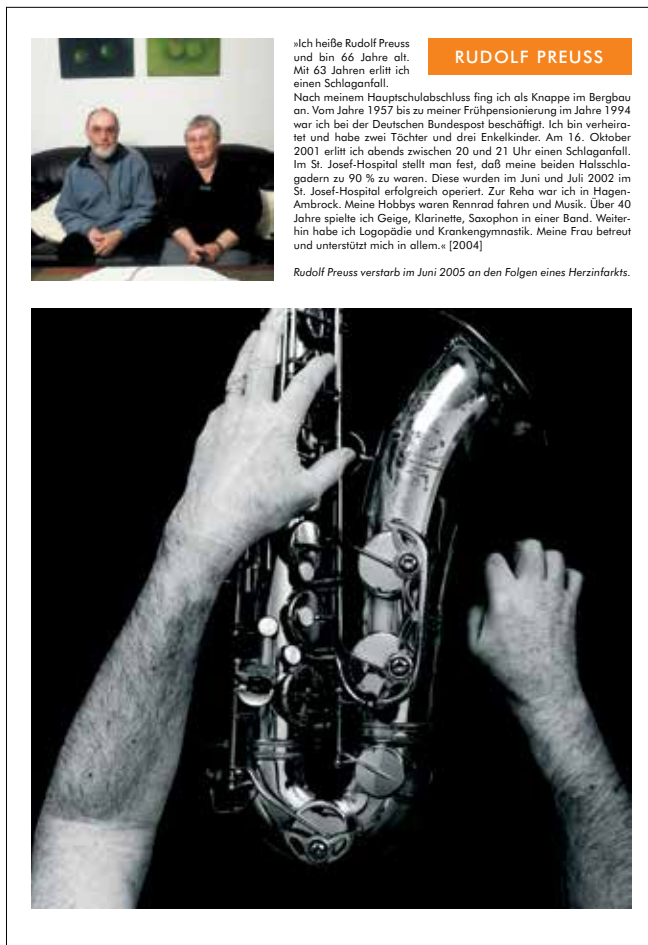 RUDOLF PREUSS
»Ich heiße Rudolf Preuss
und bin 66 Jahre alt.
Mit 63 Jahren erlitt ich
einen Schlaganfall.
Nach meinem Hauptschulabschluss fing ich als Knappe im Bergbau
an. Vom Jahre 1957 bis zu meiner Frühpensionierung im Jahre 1994
war ich bei der Deutschen Bundespost beschäftigt. Ich bin verheira-
tet und habe zwei Töchter und drei Enkelkinder. Am 16. Oktober
2001 erlitt ich abends zwischen 20 und 21 Uhr einen Schlaganfall.
Im St. Josef-Hospital stellt man fest, daß meine beiden Halsschla-
gadern zu 90 % zu waren. Diese wurden im Juni und Juli 2002 im
St. Josef-Hospital erfolgreich operiert. Zur Reha war ich in Hagen-
Ambrock. Meine Hobbys waren Rennrad fahren und Musik. Über 40
Jahre spielte ich Geige, Klarinette, Saxophon in einer Band. Weiter-
hin habe ich Logopädie und Krankengymnastik. Meine Frau betreut
und unterstützt mich in allem.« [2004]
Rudolf Preuss verstarb im Juni 2005 an den Folgen eines Herzinfarkts.